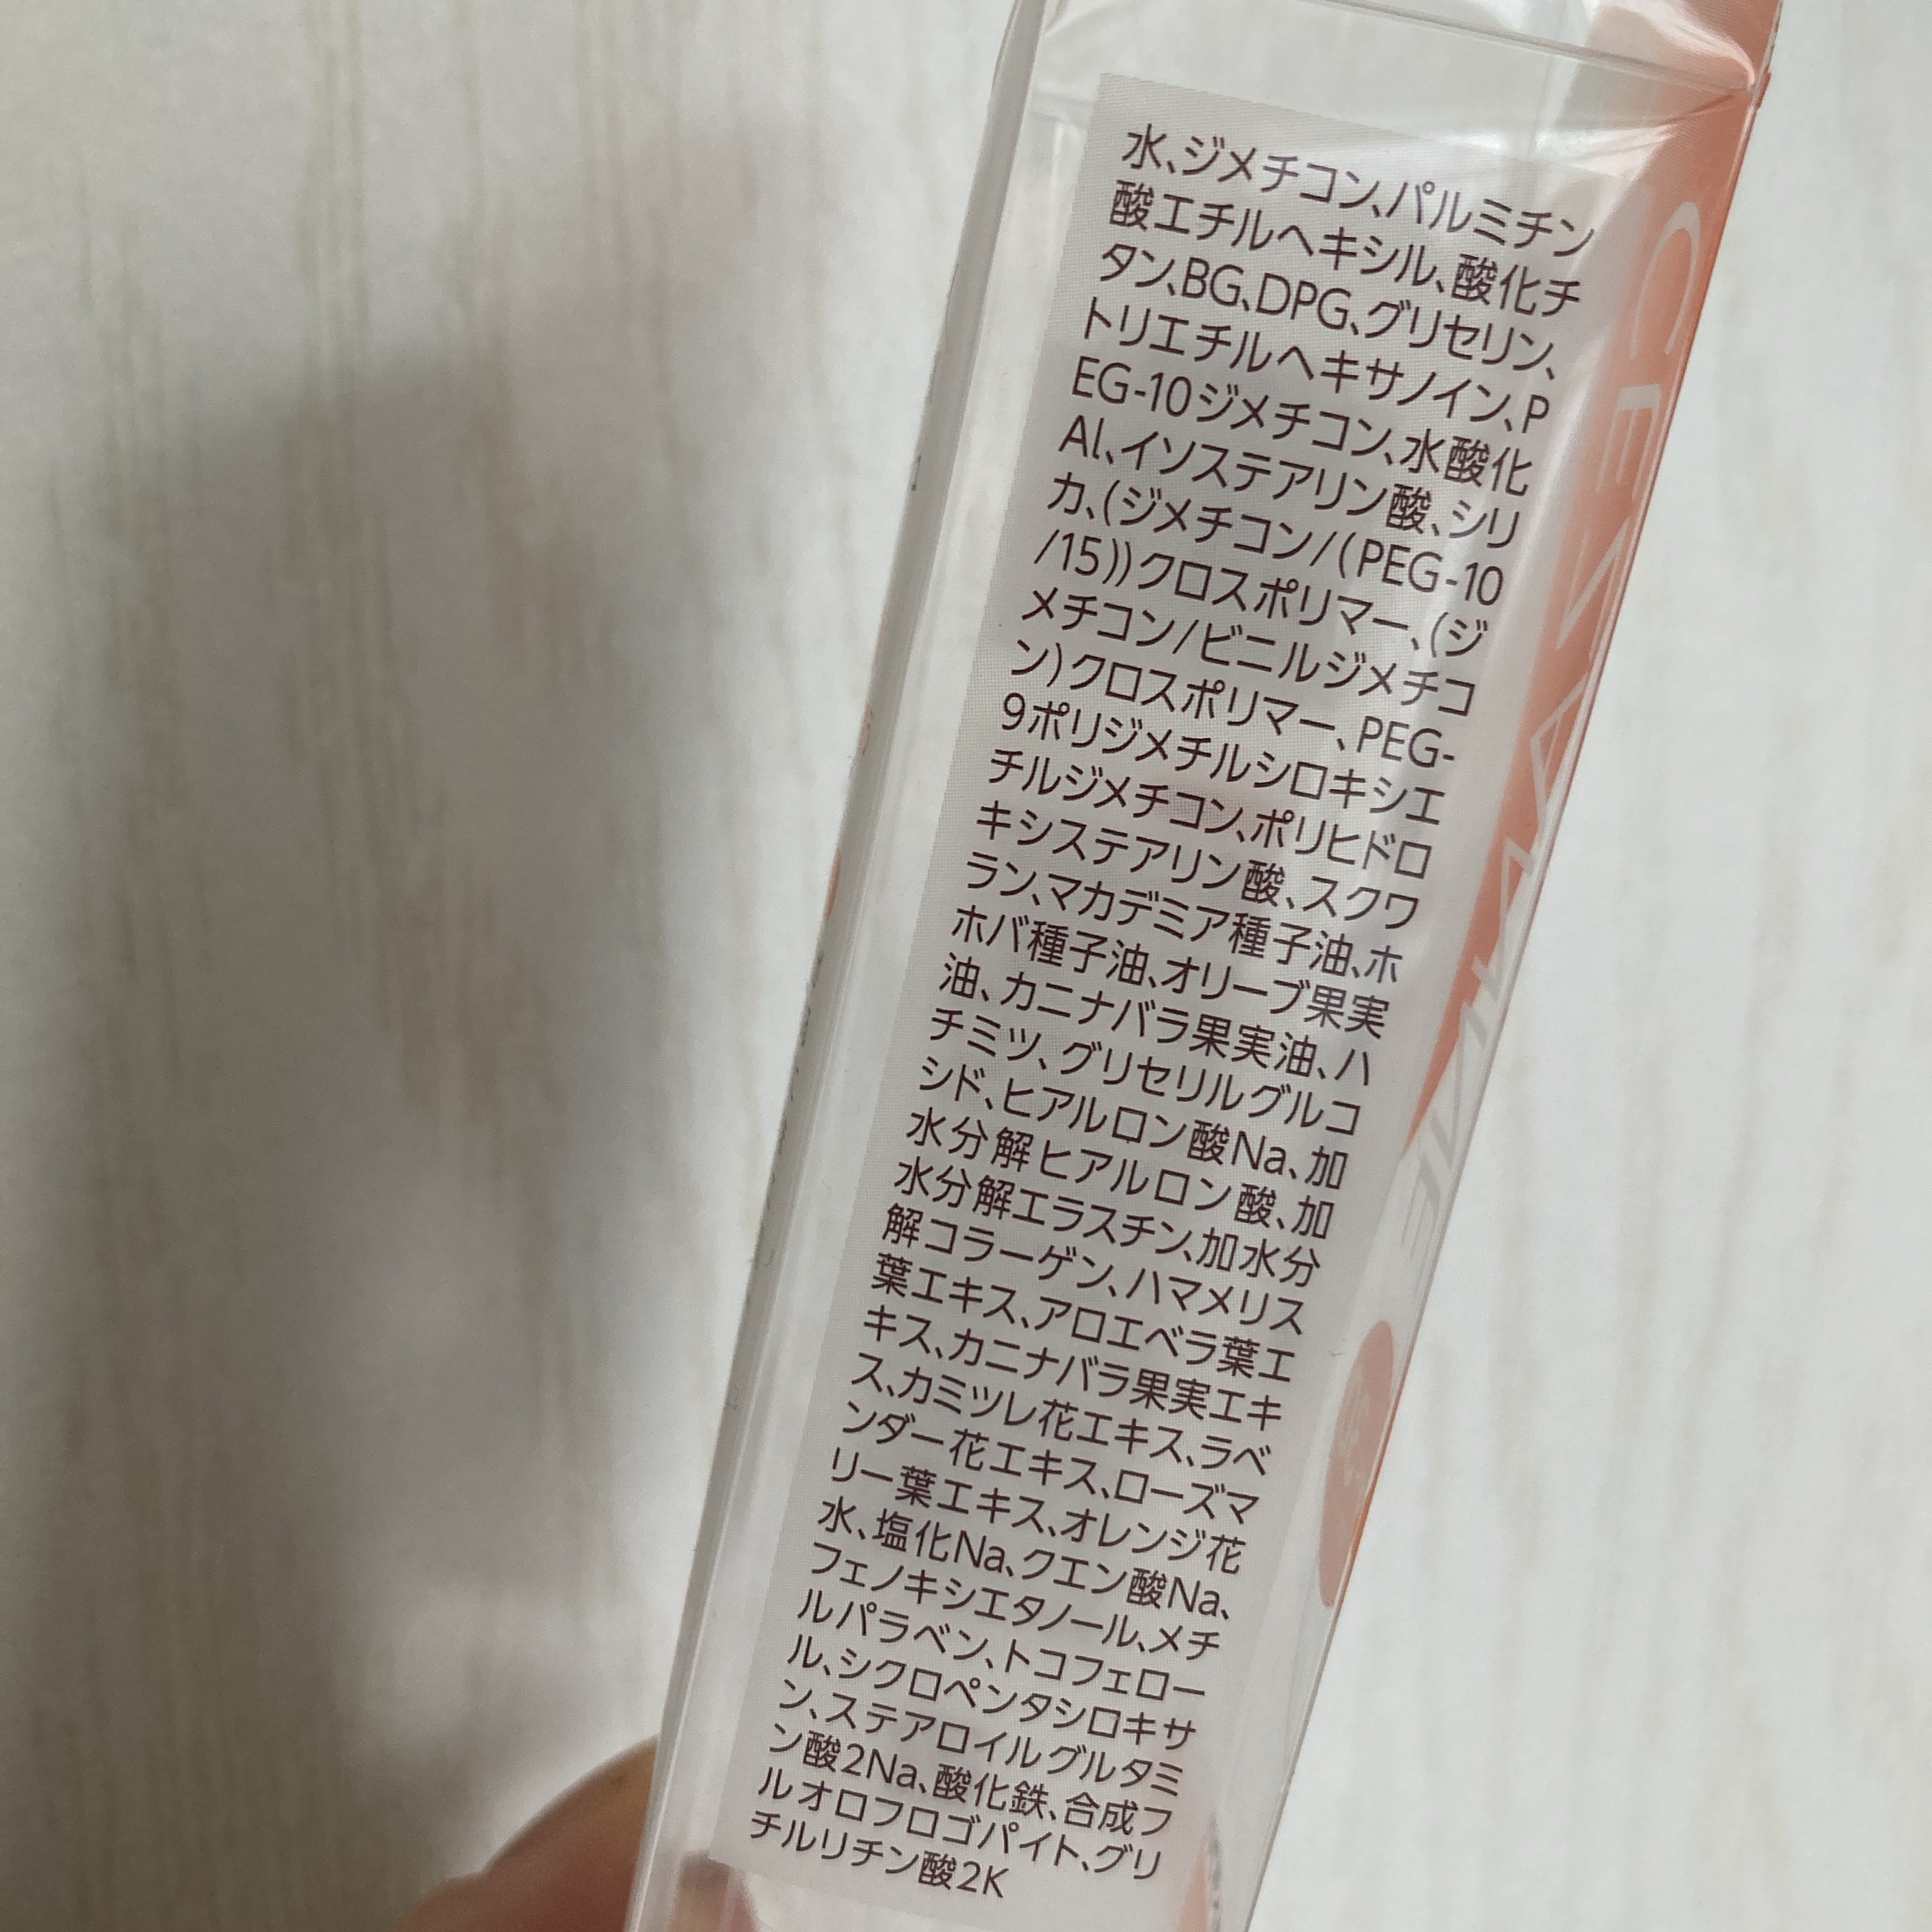 水、ジメチコン、パルミチン
酸エチルヘキシル、酸化チ
タン、BG、DPG、グリセリン、
トリエチルヘキサノイン、P
EG-10ジメチコン、水酸化
Al、イソステアリン酸、シリ
カ、(ジメチコン/(PEG-10
/15))クロスポリマー、(ジ
メチコン/ビニルジメチコ
ン)クロスポリマー、PEG-
9ポリジメチルシロキシエ
チルジメチコン、ポリヒドロ
キシステアリン酸、スクワ
ラン、マカデミア種子油、ホ
ホバ種子油、オリーブ果実
油、カニナバラ果実油、ハ
チミツ、グリセリルグルコ
シド、ヒアルロン酸Na、加
水分解ヒアルロン酸、加
水分解エラスチン、加水分
解コラーゲン、ハマメリス
葉エキス、アロエベラ葉エ
キス、カニナバラ果実エキ
ス、カミツレ花エキス、ラベ
ンダー花エキス、ローズマ
リー葉エキス、オレンジ花
水、塩化Na、クエン酸Na、
フェノキシエタノール、メチ
ルパラベン、トコフェロー
ル、シクロペンタシロキサ
ン、ステアロイルグルタミ
ン酸2Na、酸化鉄、合成フ
ルオロフロゴパイト、グリ
チルリチン酸2K